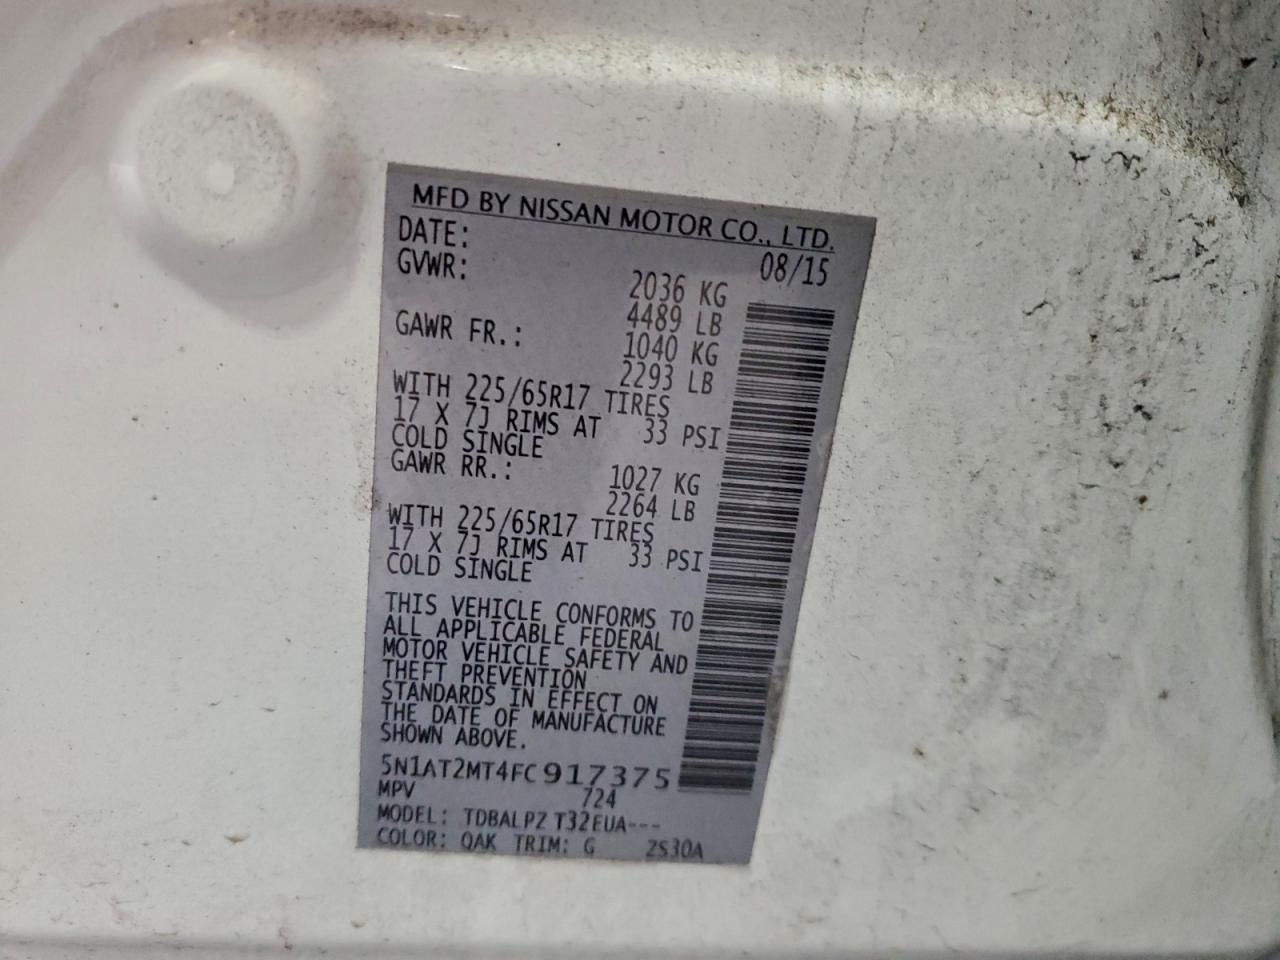 MFD BY NISSAN MOTOR CO., LTD.
DATE: 08/15
GVWR: 2036 KG
4489 LB
GAWR FR.: 1040 KG
2293 LB
WITH 225/65R17 TIRES
17 X 7J RIMS AT 33 PSI
COLD SINGLE
GAWR RR.: 1027 KG
2264 LB
WITH 225/65R17 TIRES
17 X 7J RIMS AT 33 PSI
COLD SINGLE
THIS VEHICLE CONFORMS TO
ALL APPLICABLE FEDERAL
MOTOR VEHICLE SAFETY AND
THEFT PREVENTION
STANDARDS IN EFFECT ON
THE DATE OF MANUFACTURE
SHOWN ABOVE.
5N1AT2MT4FC917375
MPV 724
MODEL: TDBALPZ T32EUA---
COLOR: QAK TRIM: G 2S30A